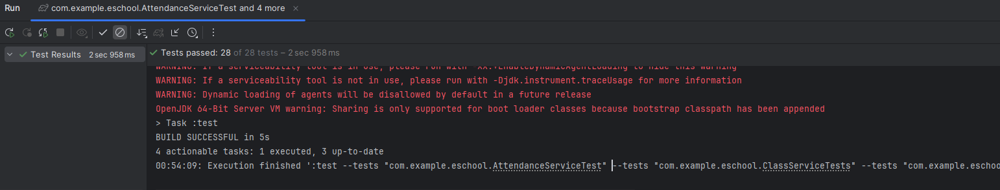 Run com.example.eschool.AttendanceServiceTest and 4 more ×
Test Results 2 sec 958 ms
Tests passed: 28 of 28 tests – 2 sec 958 ms
WARNING: If a serviceability tool is in use, please run with -XX:+EnableDynamicAgentLoading to hide this warning
WARNING: If a serviceability tool is not in use, please run with -Djdk.instrument.traceUsage for more information
WARNING: Dynamic loading of agents will be disallowed by default in a future release
OpenJDK 64-Bit Server VM warning: Sharing is only supported for boot loader classes because bootstrap classpath has been appended
> Task :test
BUILD SUCCESSFUL in 5s
4 actionable tasks: 1 executed, 3 up-to-date
00:54:09: Execution finished ':test --tests "com.example.eschool.AttendanceServiceTest" --tests "com.example.eschool.ClassServiceTests" --tests "com.example.eschoo